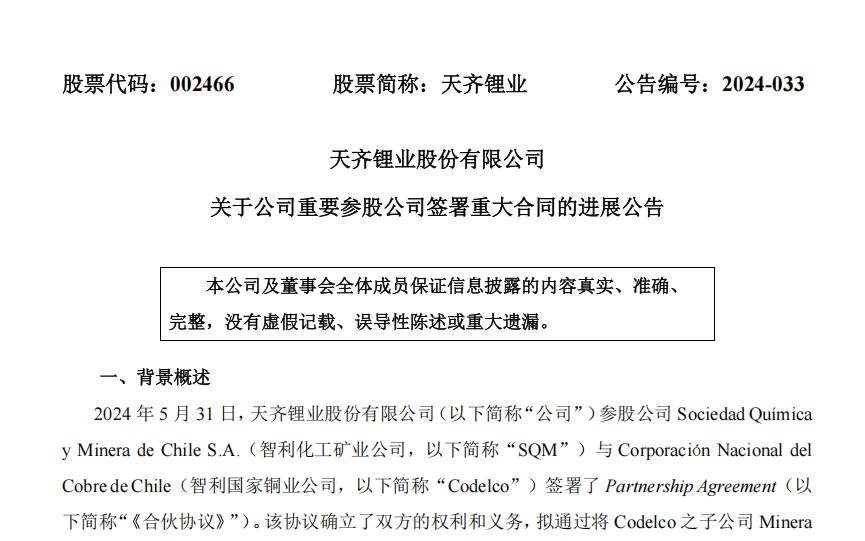 股票代码：002466 股票简称：天齐锂业 公告编号：2024-033
天齐锂业股份有限公司
关于公司重要参股公司签署重大合同的进展公告
本公司及董事会全体成员保证信息披露的内容真实、准确、
完整，没有虚假记载、误导性陈述或重大遗漏。
一、背景概述
2024 年 5 月 31 日，天齐锂业股份有限公司（以下简称“公司”）参股公司 Sociedad Química
y Minera de Chile S.A.（智利化工矿业公司，以下简称“SQM”）与 Corporación Nacional del
Cobre de Chile（智利国家铜业公司，以下简称“Codelco”）签署了 Partnership Agreement（以
下简称“《合伙协议》”）。该协议确立了双方的权利和义务，拟通过将 Codelco 之子公司 Minera